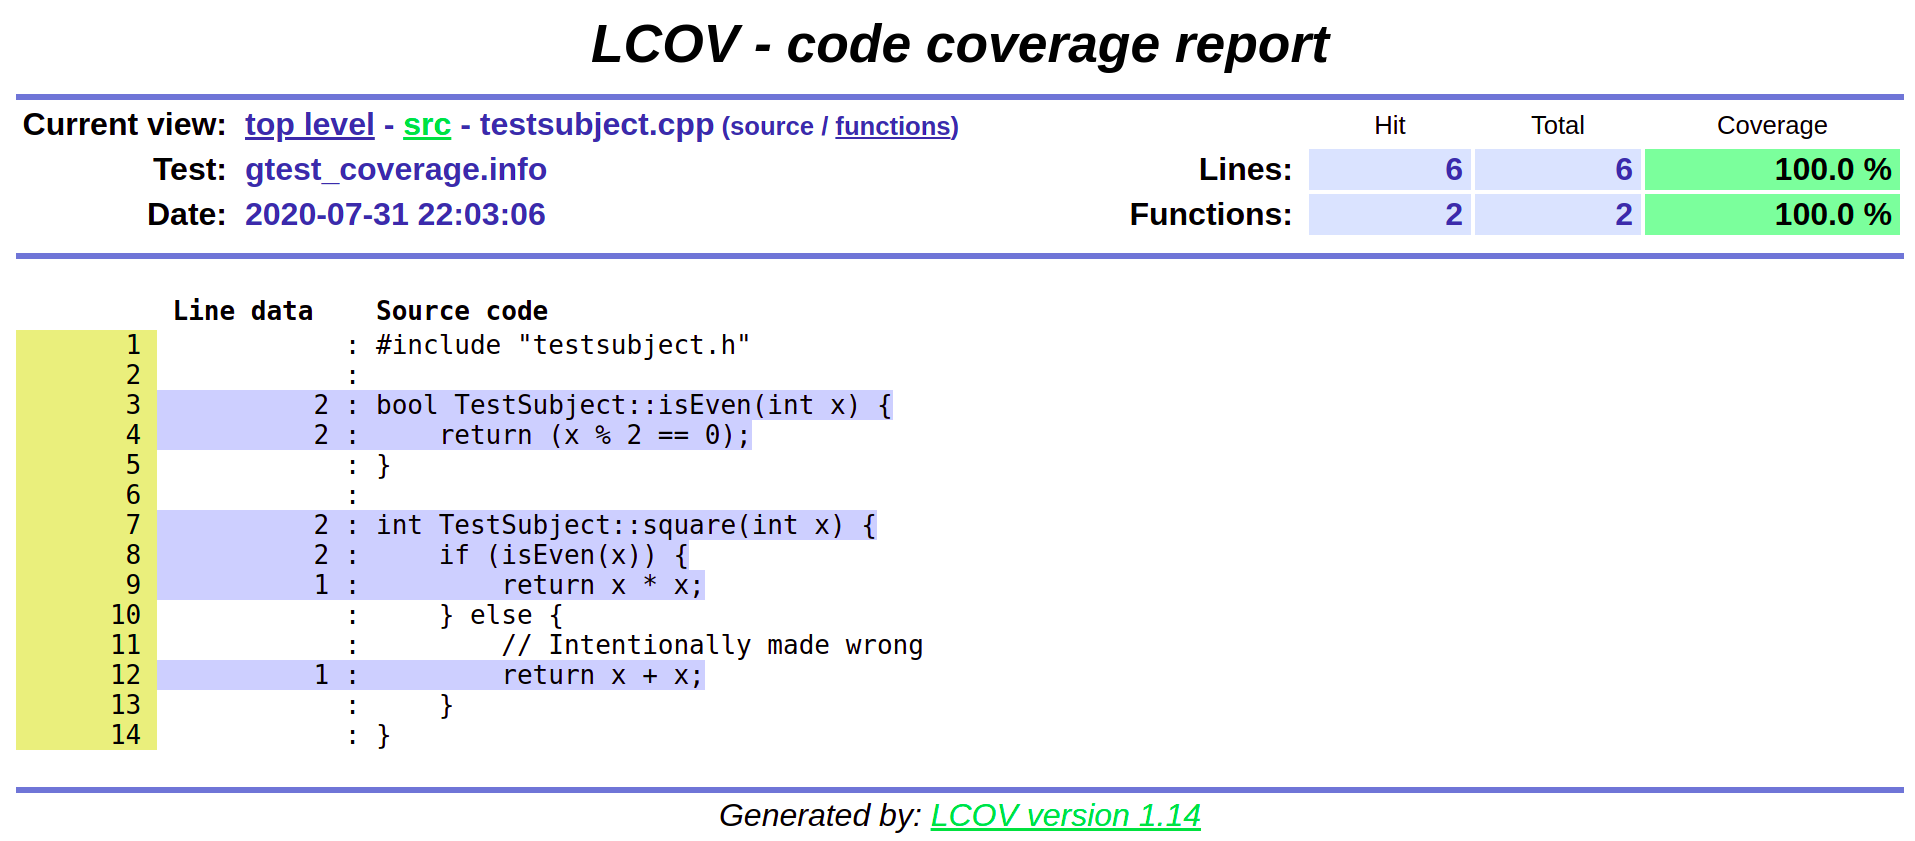 LCOV - code coverage report
Current view: top level - src - testsubject.cpp (source / functions) Hit Total Coverage
Test: gtest_coverage.info Lines: 6 6 100.0 %
Date: 2020-07-31 22:03:06 Functions: 2 2 100.0 %
Line data Source code
1 : #include "testsubject.h"
2 :
3 2 : bool TestSubject::isEven(int x) {
4 2 :     return (x % 2 == 0);
5 : }
6 :
7 2 : int TestSubject::square(int x) {
8 2 :     if (isEven(x)) {
9 1 :         return x * x;
10 :     } else {
11 :         // Intentionally made wrong
12 1 :         return x + x;
13 :     }
14 : }
Generated by: LCOV version 1.14